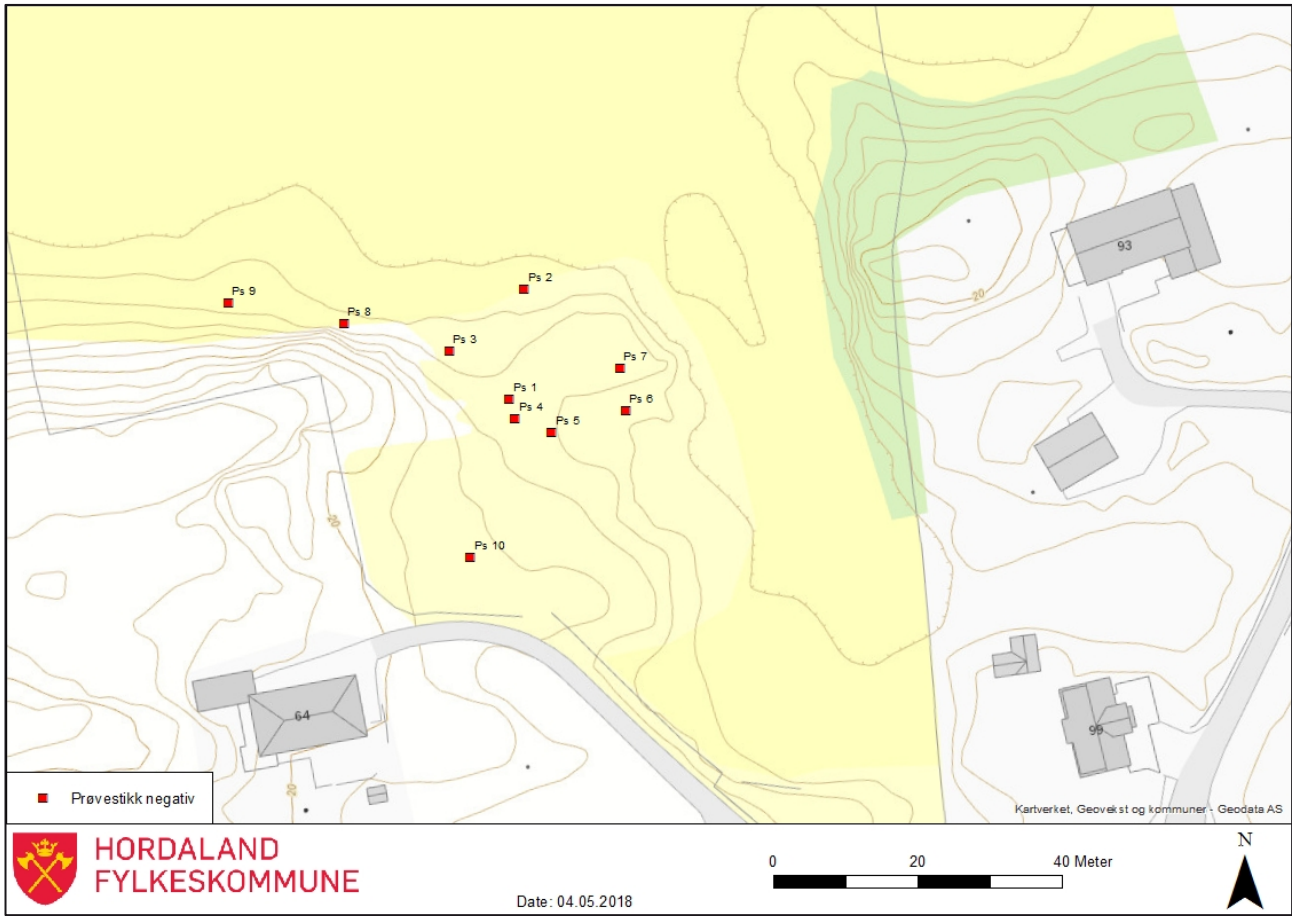 93
20
Ps 2
Ps 9
Ps 8
Ps 3
Ps 7
Ps 1
Ps 6
Ps 4
Ps 5
20
Ps 10
64
99
20
Prøvestikk negativ
Kartverket, Geovekst og kommuner - Geodata AS
HORDALAND
FYLKESKOMMUNE
Date: 04.05.2018
0 20 40 Meter
N